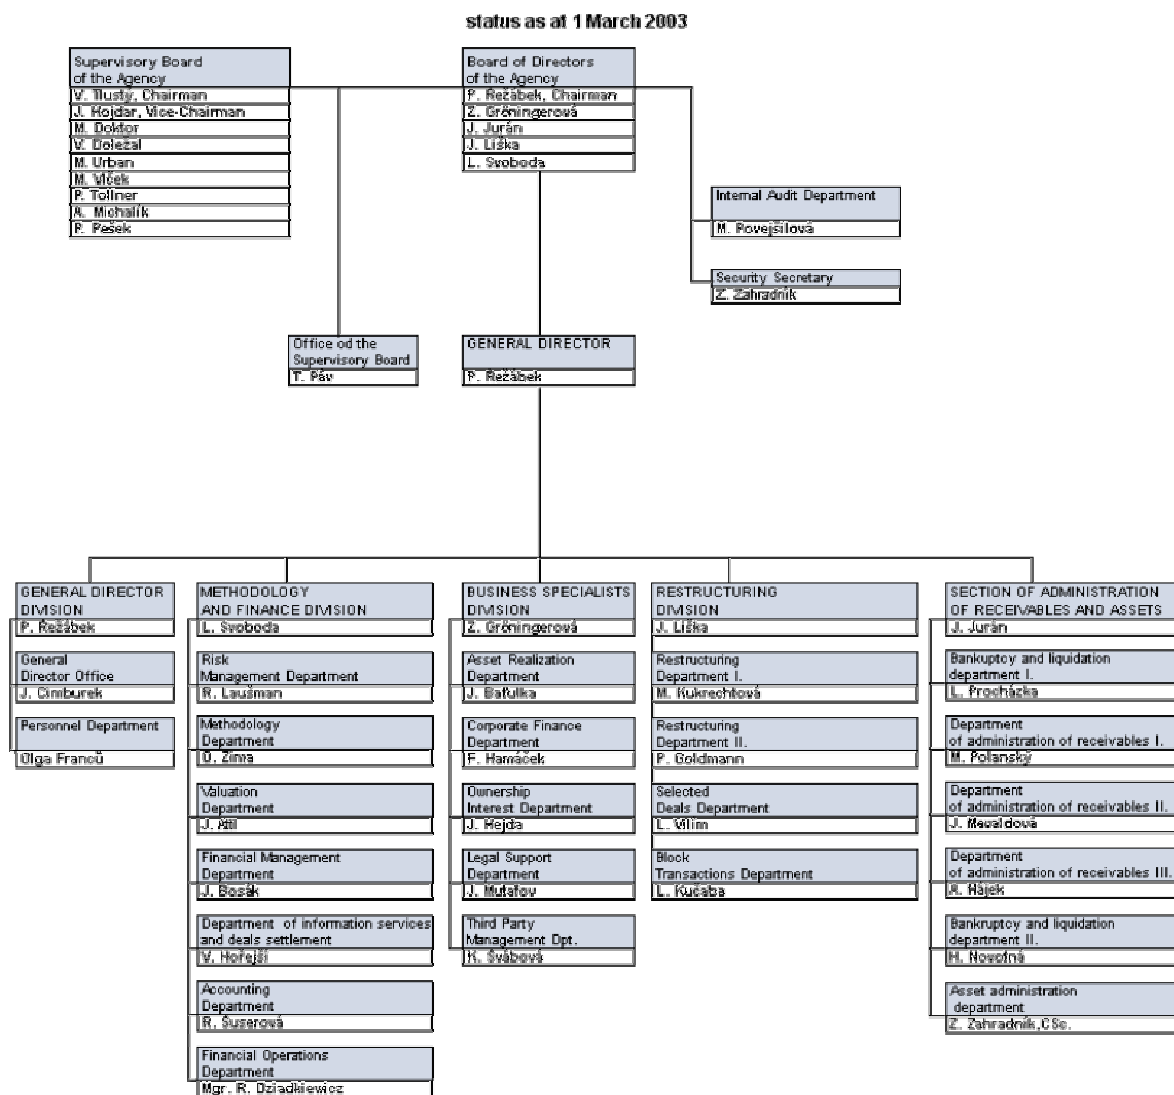 status as at 1 March 2003
Supervisory Board
of the Agency
V. Tlustý, Chairman
J. Hojdar, Vice-Chairman
M. Doktor
V. Doležal
M. Urban
M. Vlček
P. Tollner
A. Michalík
P. Pešek
Board of Directors
of the Agency
P. Řežábek, Chairman
Z. Gröningerová
J. Jurán
J. Liška
L. Svoboda
Internal Audit Department
M. Povejšilová
Security Secretary
Z. Zahradník
Office od the
Supervisory Board
T. Páv
GENERAL DIRECTOR
P. Řežábek
GENERAL DIRECTOR
DIVISION
P. Řežábek
General
Director Office
J. Cimburek
Personnel Department
Olga Franců
METHODOLOGY
AND FINANCE DIVISION
L. Svoboda
Risk
Management Department
R. Laušman
Methodology
Department
O. Zíma
Valuation
Department
J.
Financial Management
Department
J. Bosák
Department of information services
and deals settlement
V. Hořejší
Accounting
Department
R. Suserová
Financial Operations
Department
Mgr. R. Dziadkiewicz
BUSINESS SPECIALISTS
DIVISION
Z. Gröningerová
Asset Realization
Department
J. Baťulka
Corporate Finance
Department
F. Hamáček
Ownership
Interest Department
J. Hejda
Legal Support
Department
J. Mutafov
Third Party
Management Dpt.
K. Švábová
RESTRUCTURING
DIVISION
J. Liška
Restructuring
Department I.
M. Kukrechtová
Restructuring
Department II.
P. Goldmann
Selected
Deals Department
L. Vilím
Block
Transactions Department
L. Kučaba
SECTION OF ADMINISTRATION
OF RECEIVABLES AND ASSETS
J. Jurán
Bankuptcy and liquidation
department I.
L. Procházka
Department
of administration of receivables I.
M. Polanský
Department
of administration of receivables II.
J.
Department
of administration of receivables III.
A. Hájek
Bankruptcy and liquidation
department II.
H. Novotná
Asset administration
department
Z. Zahradník,CSc.